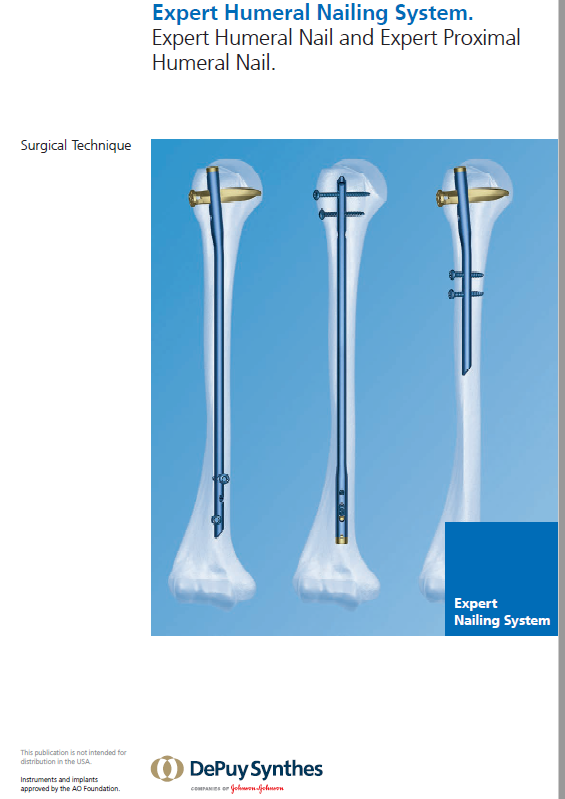 Expert Humeral Nailing System.
Expert Humeral Nail and Expert Proximal
Humeral Nail.
Surgical Technique
Expert
Nailing System
This publication is not intended for
distribution in the USA.
Instruments and implants
approved by the AO Foundation.
DePuy Synthes
COMPANIES OF Johnson & Johnson